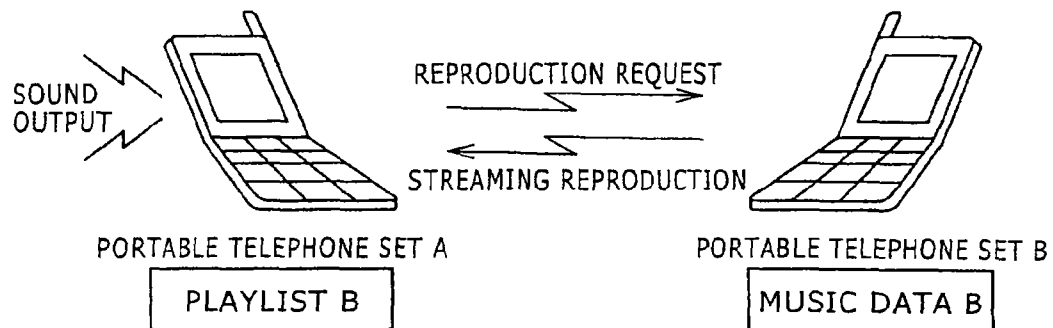 REPRODUCTION REQUEST
SOUND
OUTPUT
STREAMING REPRODUCTION
PORTABLE TELEPHONE SET A
PORTABLE TELEPHONE SET B
PLAYLIST B
MUSIC DATA B